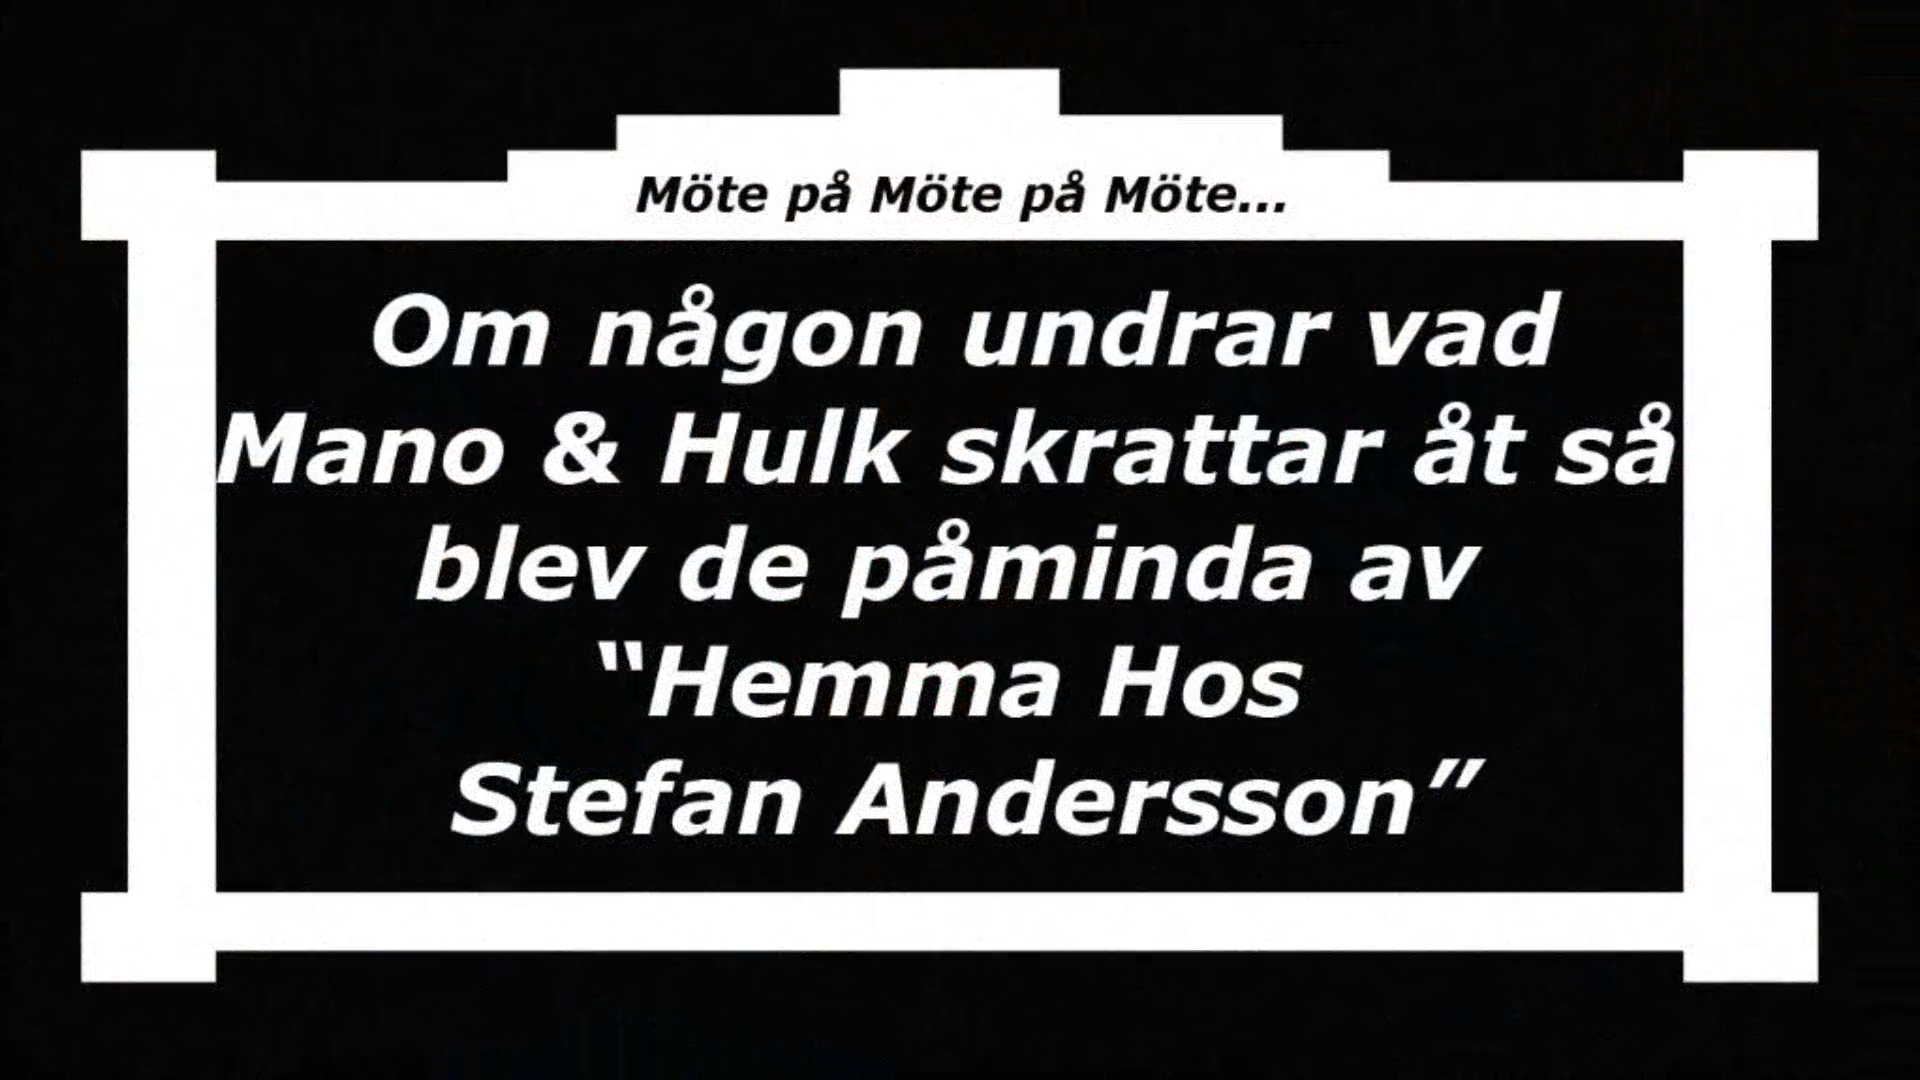 Möte på Möte på Möte...
Om någon undrar vad
Mano & Hulk skrattar åt så
blev de påminda av
“Hemma Hos
Stefan Andersson”